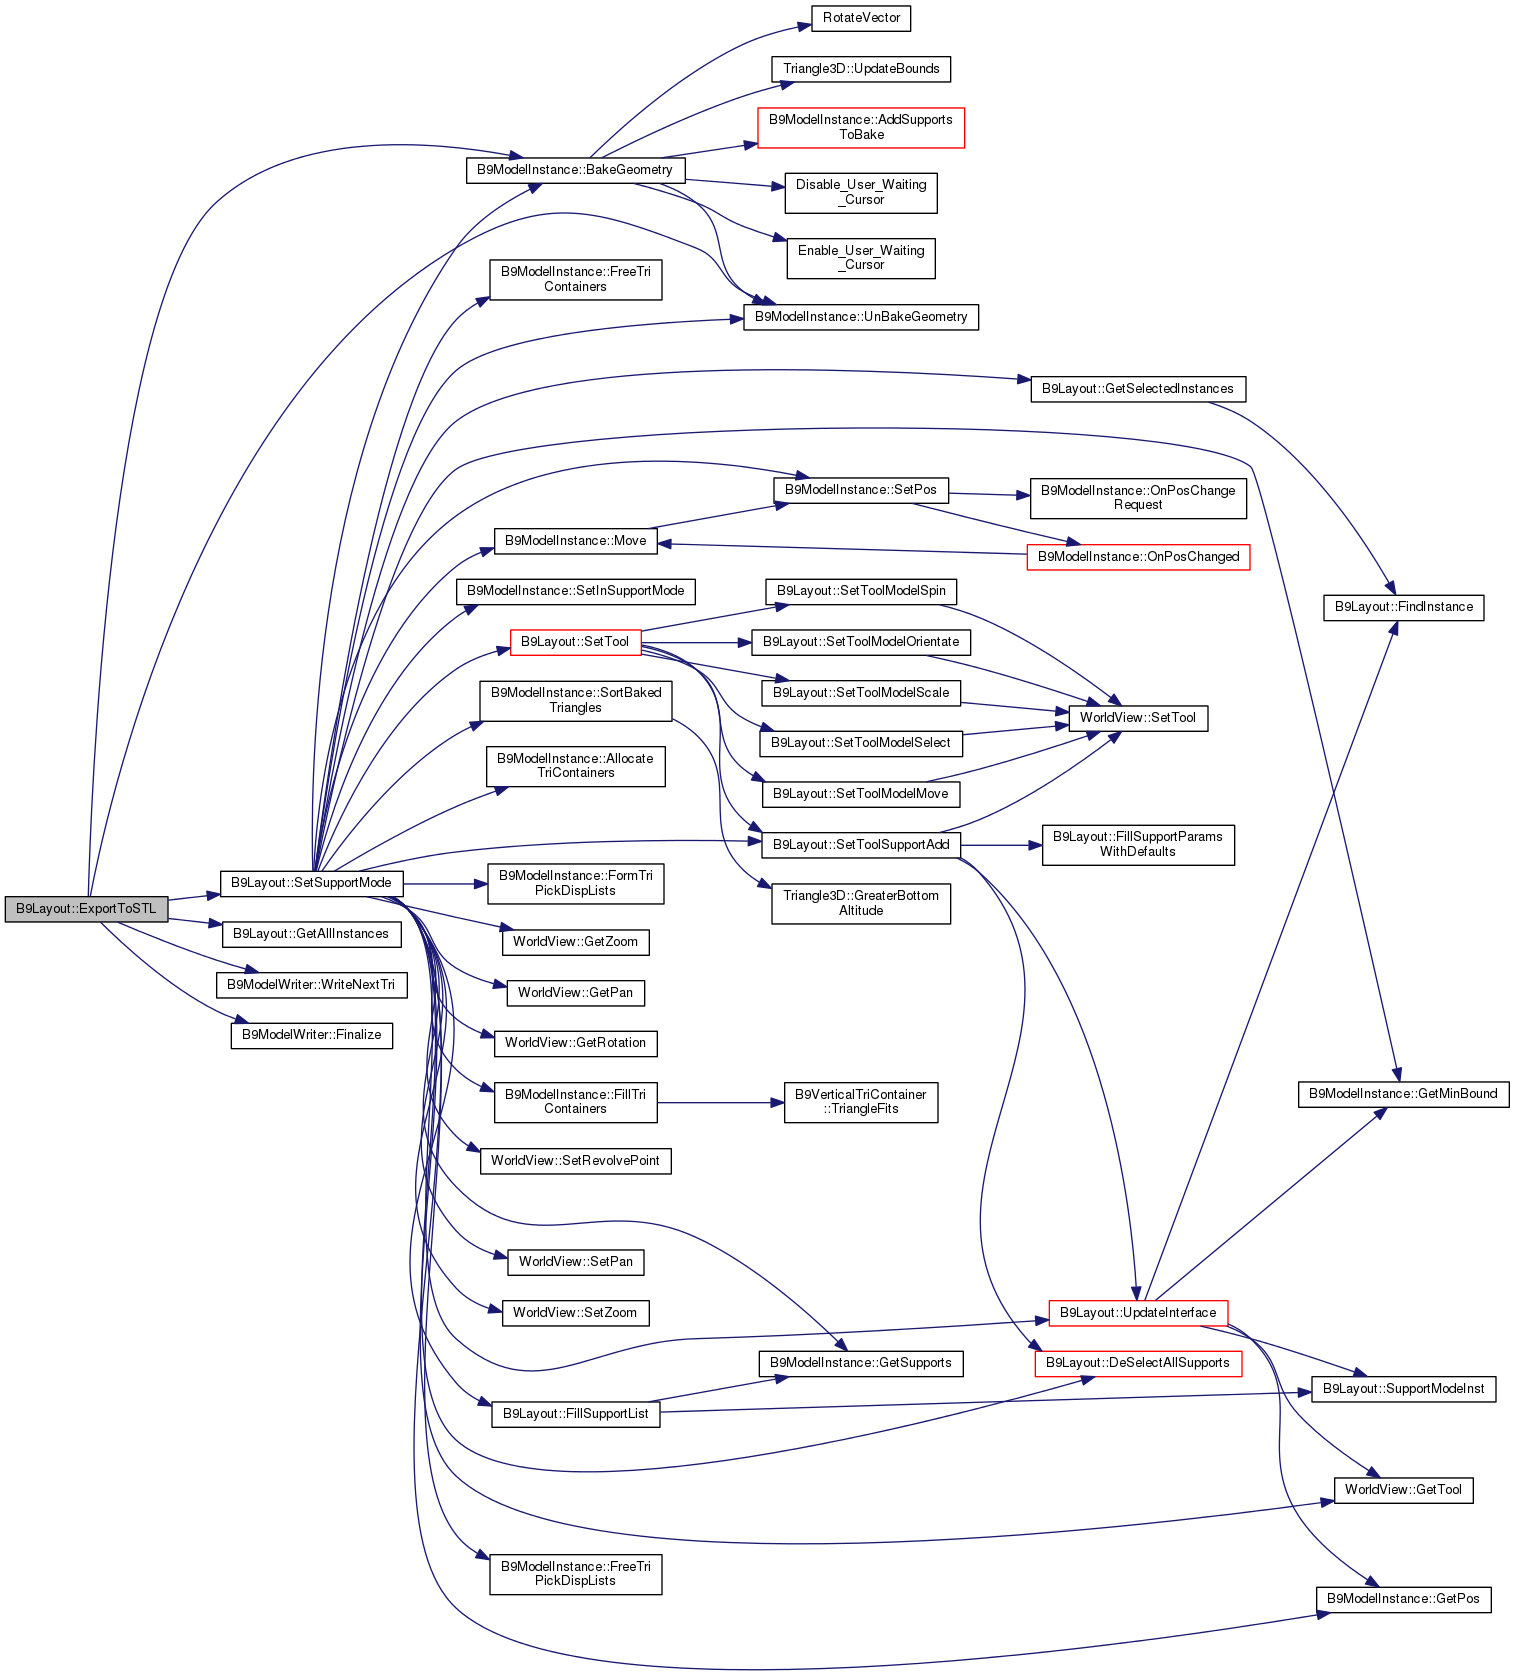 RotateVector
Triangle3D::UpdateBounds
B9ModelInstance::AddSupports
ToBake
B9ModelInstance::BakeGeometry
Disable_User_Waiting
_Cursor
Enable_User_Waiting
_Cursor
B9ModelInstance::FreeTri
Containers
B9ModelInstance::UnBakeGeometry
B9Layout::GetSelectedInstances
B9ModelInstance::SetPos
B9ModelInstance::OnPosChange
Request
B9ModelInstance::Move
B9ModelInstance::OnPosChanged
B9ModelInstance::SetInSupportMode
B9Layout::SetToolModelSpin
B9Layout::FindInstance
B9Layout::SetTool
B9Layout::SetToolModelOrientate
B9ModelInstance::SortBaked
Triangles
B9Layout::SetToolModelScale
WorldView::SetTool
B9Layout::SetToolModelSelect
B9ModelInstance::Allocate
TriContainers
B9Layout::SetToolModelMove
B9Layout::SetToolSupportAdd
B9Layout::FillSupportParams
WithDefaults
B9Layout::SetSupportMode
B9ModelInstance::FormTri
PickDispLists
Triangle3D::GreaterBottom
Altitude
B9Layout::ExportToSTL
B9Layout::GetAllInstances
WorldView::GetZoom
B9ModelWriter::WriteNextTri
WorldView::GetPan
B9ModelWriter::Finalize
WorldView::GetRotation
B9ModelInstance::FillTri
Containers
B9VerticalTriContainer
::TriangleFits
B9ModelInstance::GetMinBound
WorldView::SetRevolvePoint
WorldView::SetPan
WorldView::SetZoom
B9Layout::UpdateInterface
B9ModelInstance::GetSupports
B9Layout::DeSelectAllSupports
B9Layout::SupportModeInst
B9Layout::FillSupportList
WorldView::GetTool
B9ModelInstance::FreeTri
PickDispLists
B9ModelInstance::GetPos